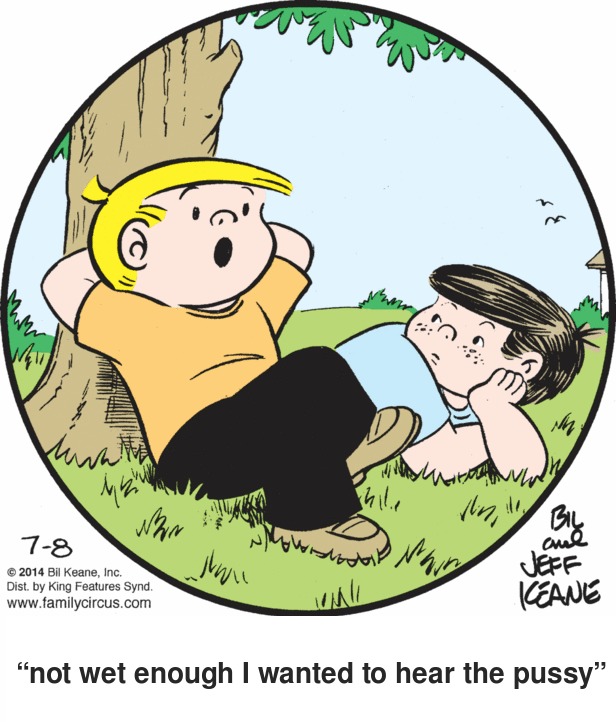 7-8
© 2014 Bil Keane, Inc.
Dist. by King Features Synd.
www.familycircus.com
BIL
and
JEFF
KEANE
“not wet enough I wanted to hear the pussy”